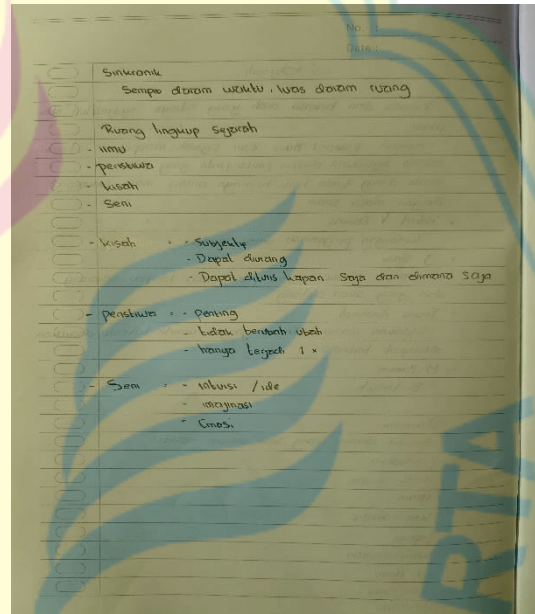 No. :
Date :
Sinkronik
Sempit dalam waktu, luas dalam ruang
Ruang lingkup sejarah
- ilmu
- peristiwa
- kisah
- Seni
- kisah = - Subjektif
- Dapat diulang
- Dapat ditulis kapan saja dan dimana saja
- peristiwa = - penting
- tidak berubah ubah
- hanya terjadi 1 x
- Seni = - intuisi / ide
- imajinasi
- Emosi
RTA